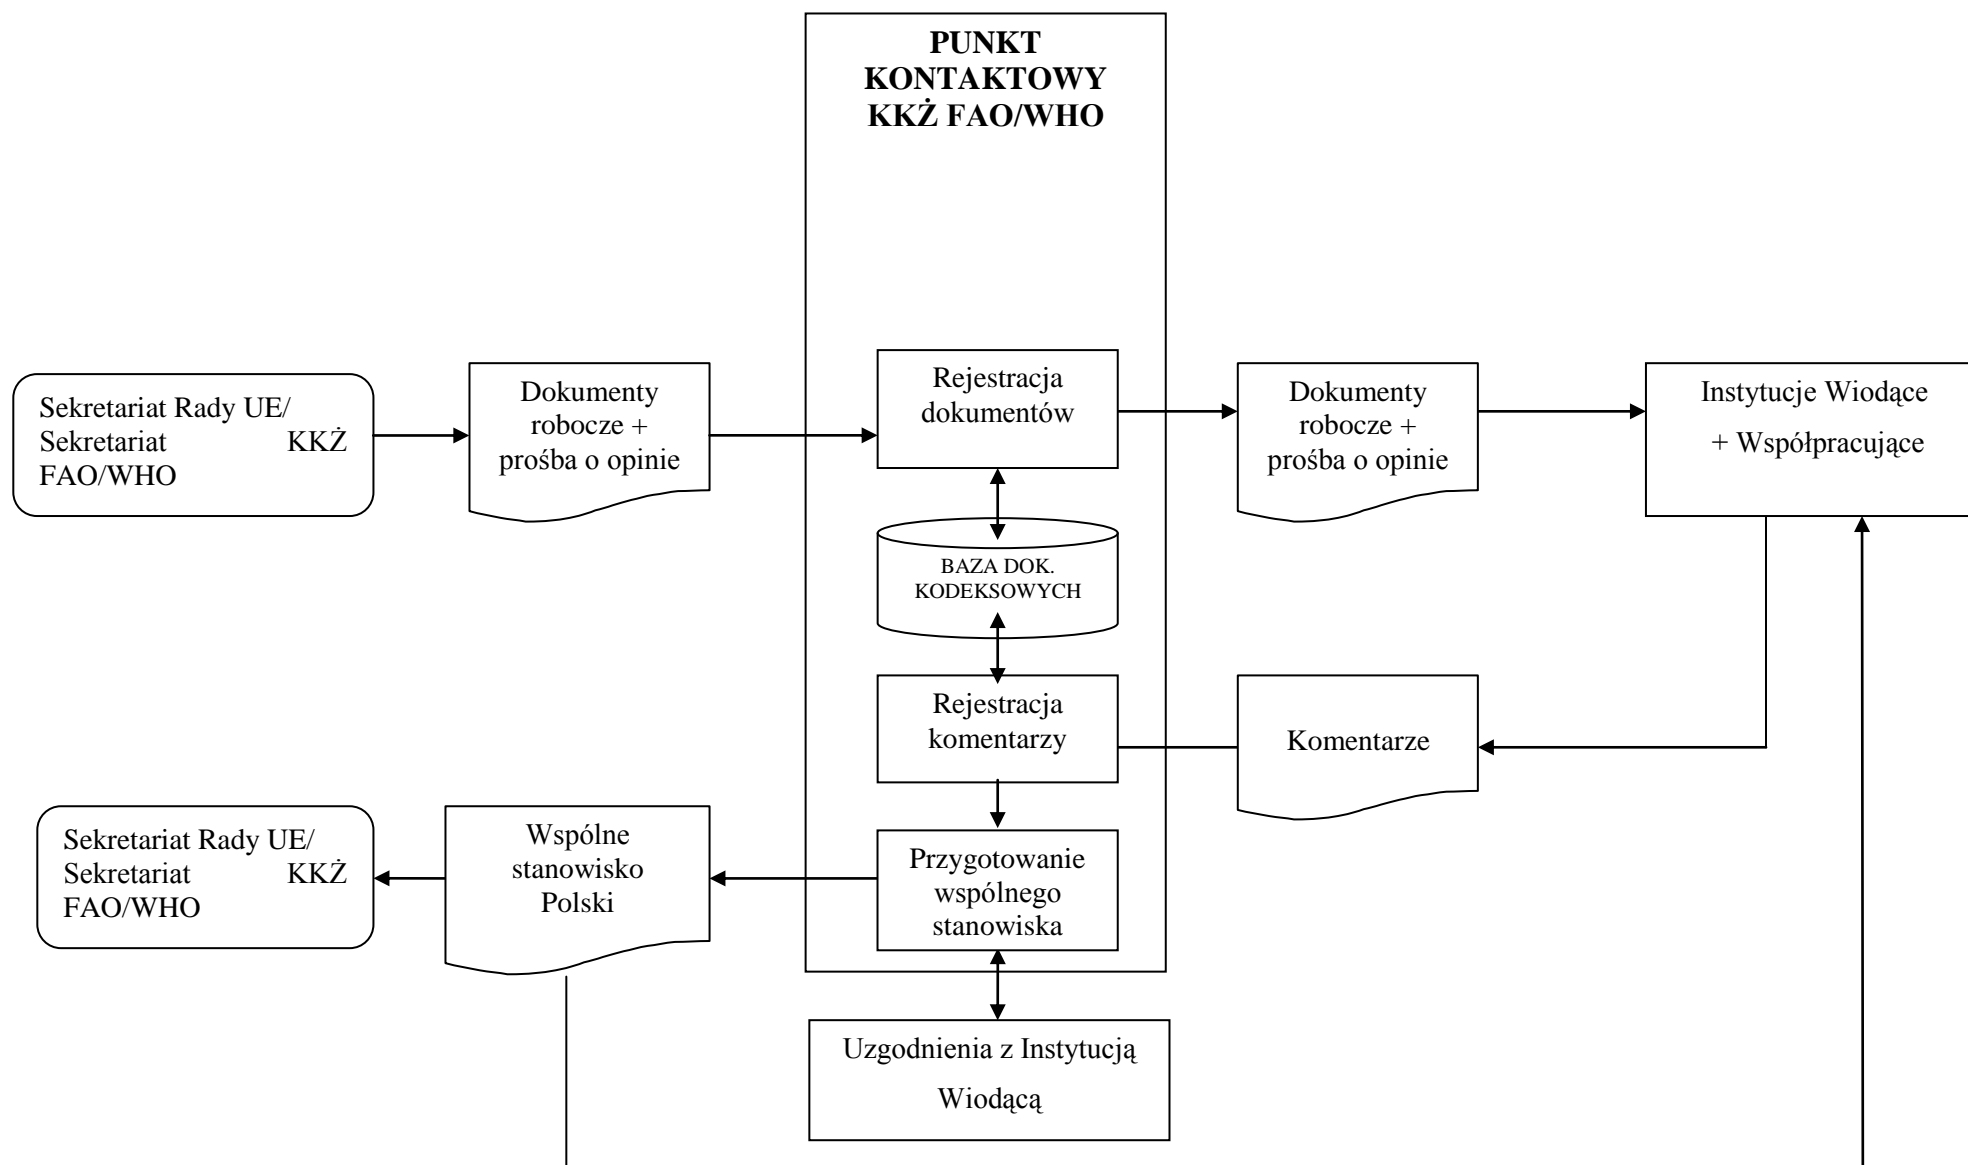 PUNKT
KONTAKTOWY
KKŻ FAO/WHO
Sekretariat Rady UE/
Sekretariat KKŻ
FAO/WHO
Dokumenty
robocze +
prośba o opinie
Rejestracja
dokumentów
Dokumenty
robocze +
prośba o opinie
Instytucje Wiodące
+ Współpracujące
BAZA DOK.
KODEKSOWYCH
Rejestracja
komentarzy
Komentarze
Sekretariat Rady UE/
Sekretariat KKŻ
FAO/WHO
Wspólne
stanowisko
Polski
Przygotowanie
wspólnego
stanowiska
Uzgodnienia z Instytucją
Wiodącą